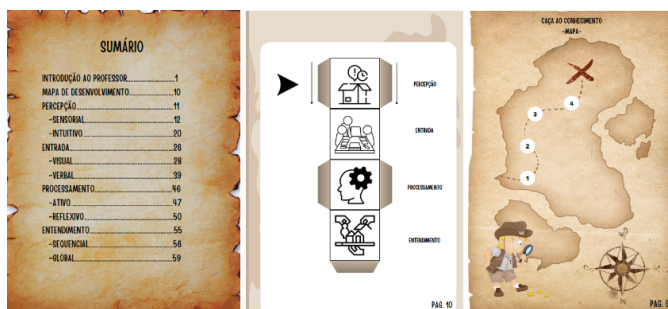 SUMÁRIO
INTRODUÇÃO AO PROFESSOR..................1
MAPA DE DESENVOLVIMENTO..................10
PERCEPÇÃO..................11
-SENSORIAL..................12
-INTUITIVO..................20
ENTRADA..................26
-VISUAL..................28
-VERBAL..................39
PROCESSAMENTO..................46
-ATIVO..................47
-REFLEXIVO..................50
ENTENDIMENTO..................55
-SEQUENCIAL..................56
-GLOBAL..................59
PERCEPÇÃO
ENTRADA
PROCESSAMENTO
ENTENDIMENTO
PAG. 10
CAÇA AO CONHECIMENTO
-MAPA-
4
3
2
1
PAG. 9